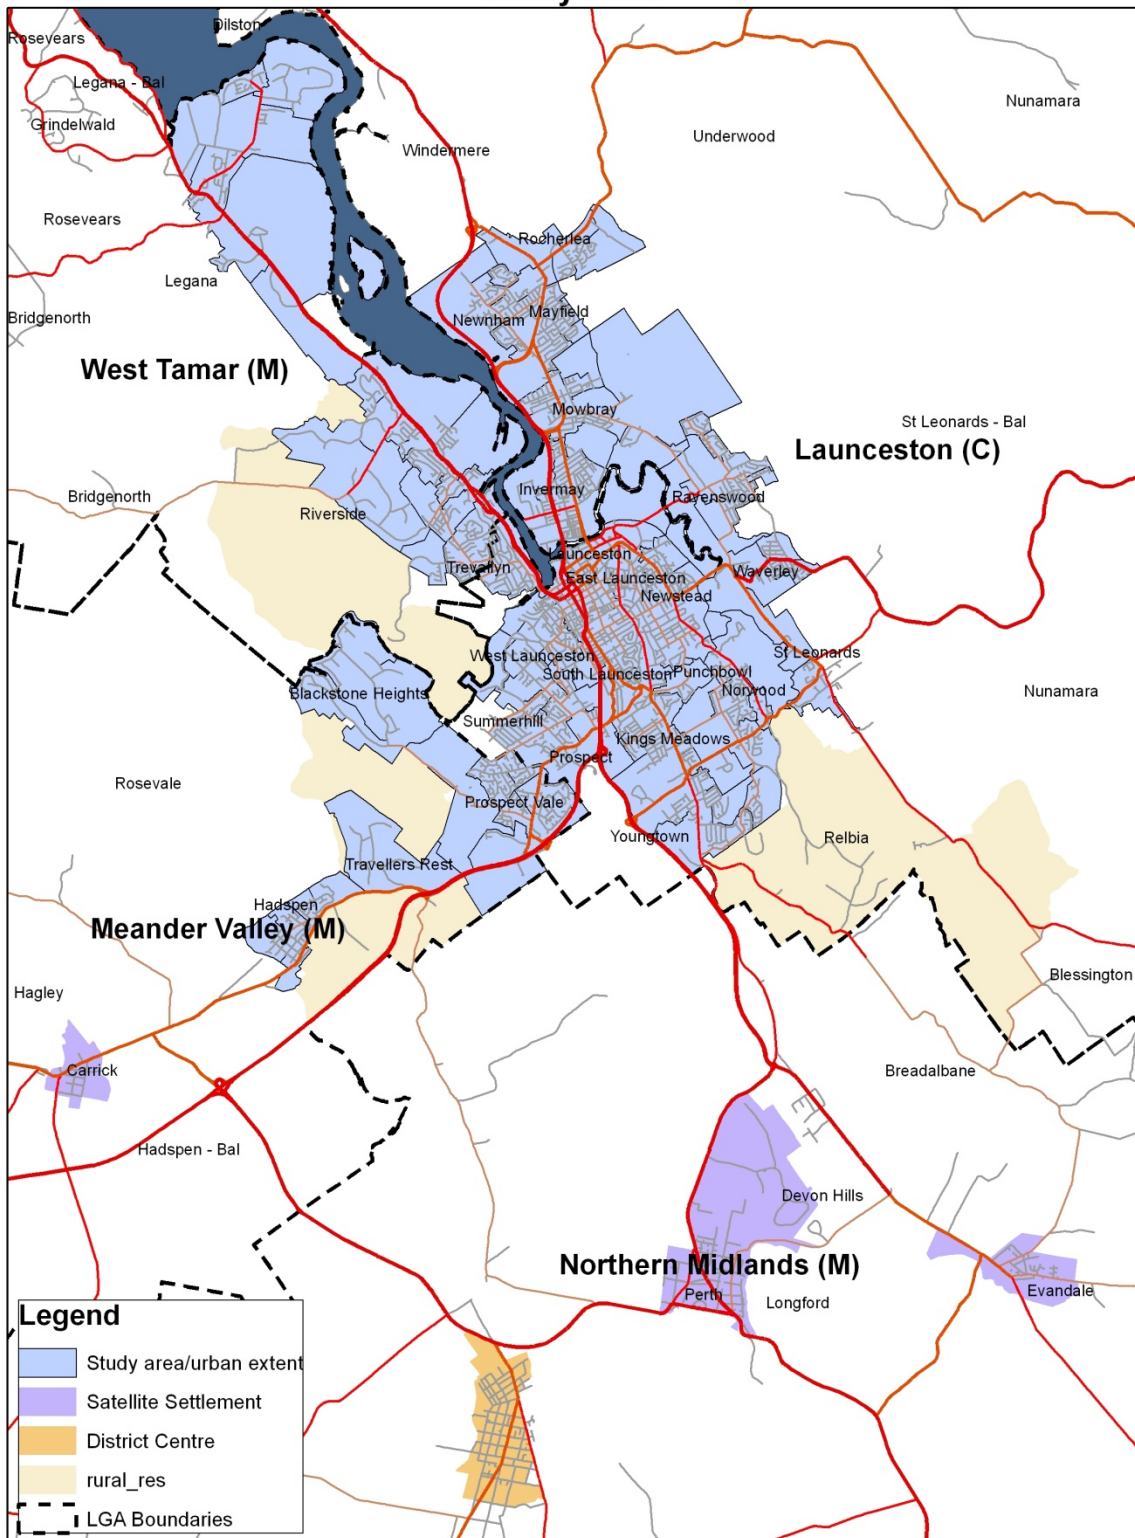 Dilston
Rosevears
Legana - Bal
Nunamara
Grindelwald
Underwood
Windermere
Rosevears
Rocherlea
Legana
Bridgenorth
Newnham
Mayfield
West Tamar (M)
Mowbray
St Leonards - Bal
Launceston (C)
Bridgenorth
Invermay
Ravenswood
Riverside
Launceston
Trevallyn
East Launceston
Waverley
Newstead
West Launceston
St Leonards
South Launceston
Punchbowl
Blackstone Heights
Norwood
Nunamara
Summerhill
Kings Meadows
Prospect
Rosevale
Prospect Vale
Youngtown
Relbia
Travellers Rest
Hadspen
Meander Valley (M)
Blessington
Hagley
Carrick
Breadalbane
Hadspen - Bal
Devon Hills
Northern Midlands (M)
Perth
Longford
Evandale
Legend
Study area/urban extent
Satellite Settlement
District Centre
rural_res
LGA Boundaries